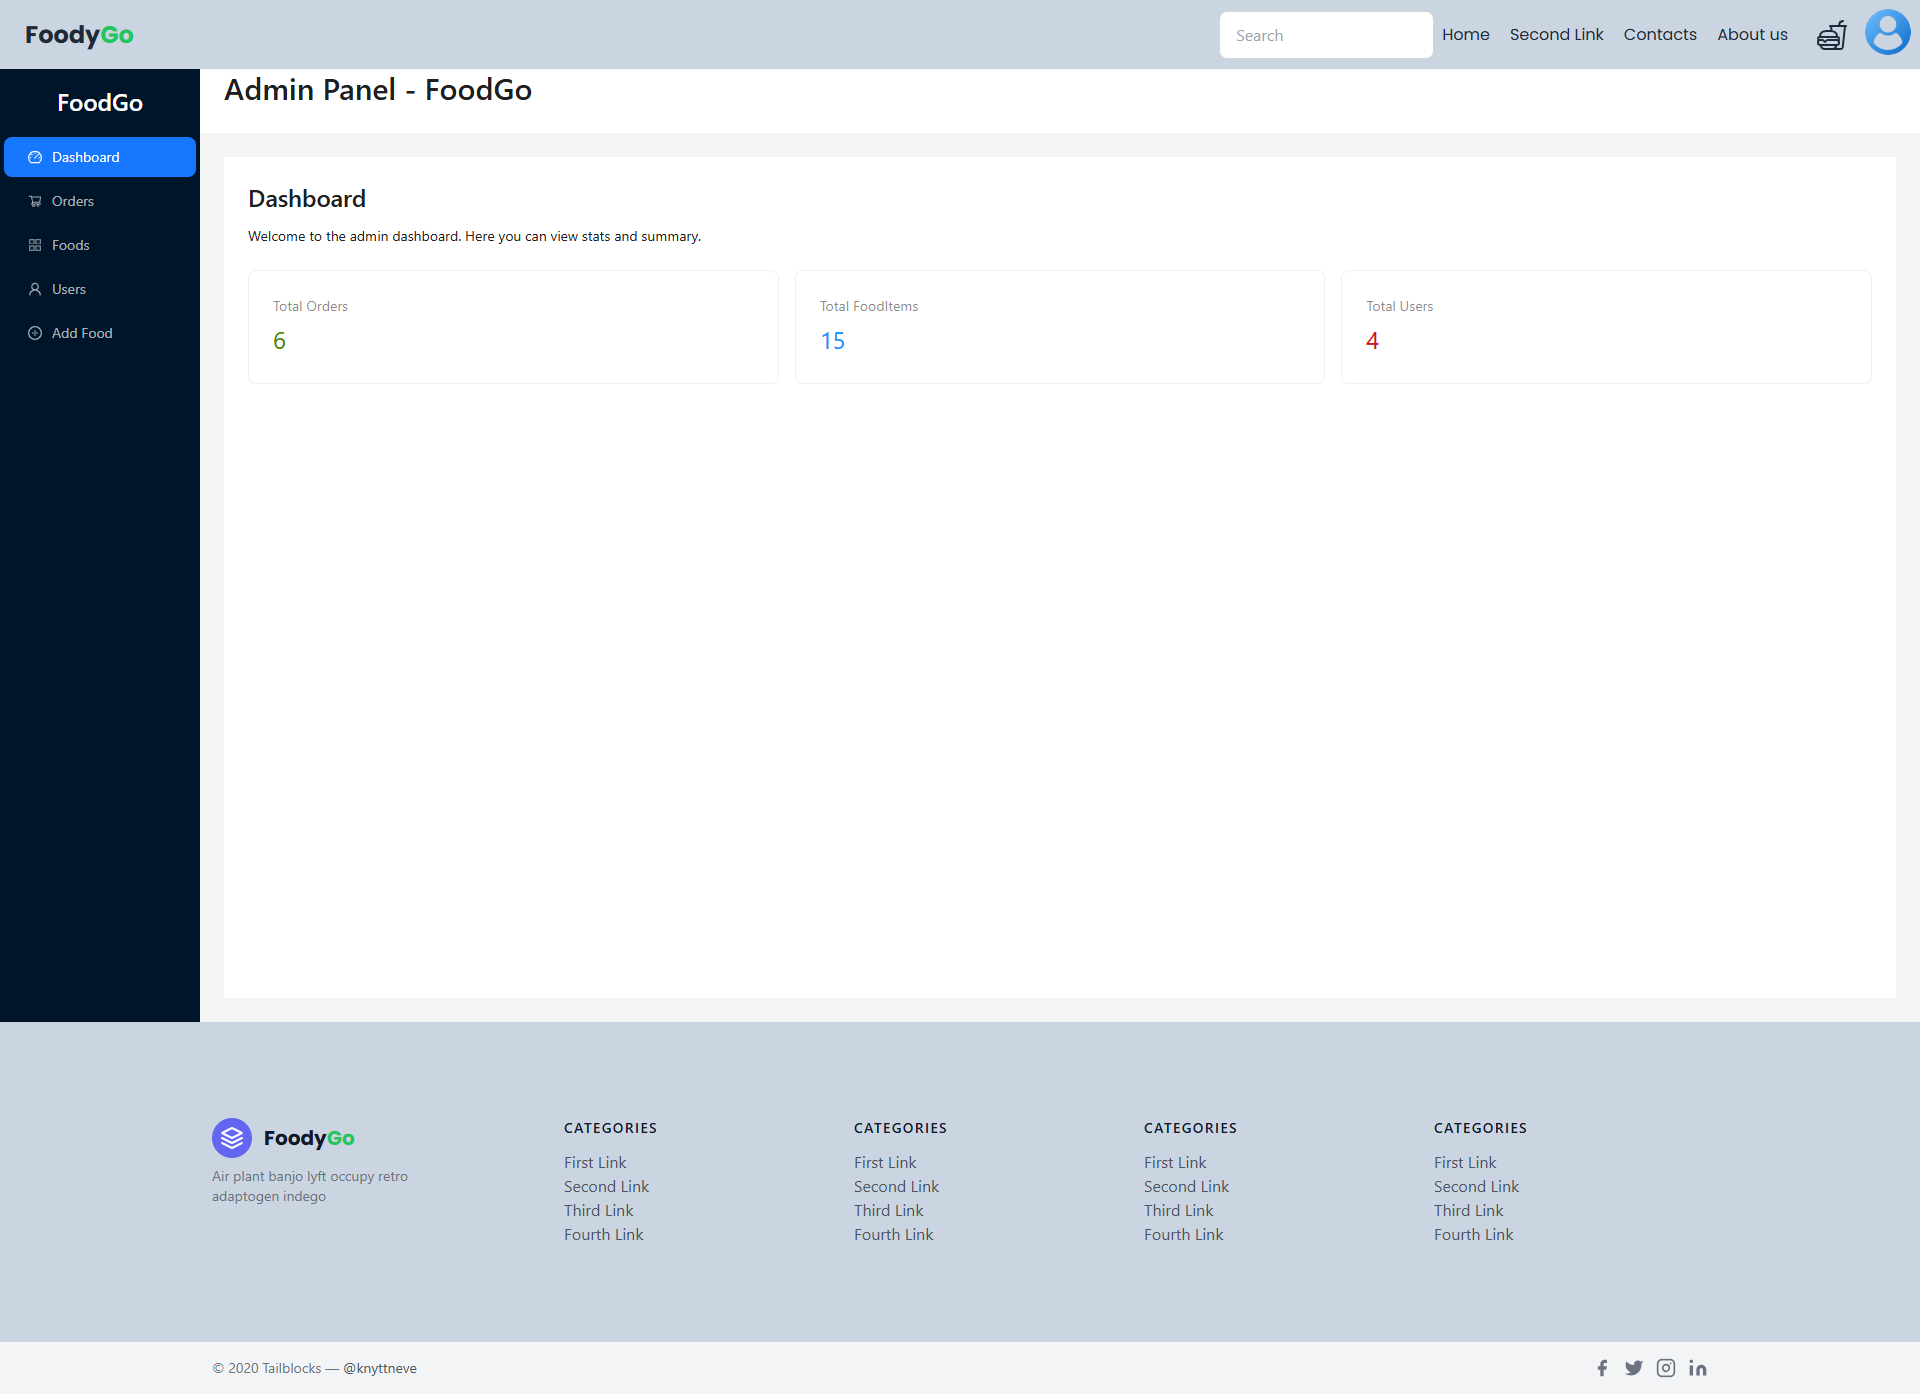 FoodyGo
Search
Home
Second Link
Contacts
About us
FoodGo
Dashboard
Orders
Foods
Users
Add Food
Admin Panel - FoodGo
Dashboard
Welcome to the admin dashboard. Here you can view stats and summary.
Total Orders
6
Total FoodItems
15
Total Users
4
FoodyGo
Air plant banjo lyft occupy retro
adaptogen indego
CATEGORIES
First Link
Second Link
Third Link
Fourth Link
CATEGORIES
First Link
Second Link
Third Link
Fourth Link
CATEGORIES
First Link
Second Link
Third Link
Fourth Link
CATEGORIES
First Link
Second Link
Third Link
Fourth Link
© 2020 Tailblocks — @knyttneve